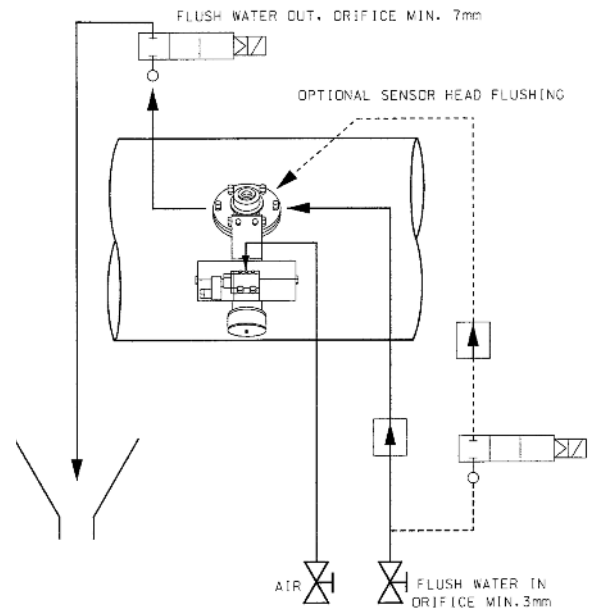 FLUSH WATER OUT, ORIFICE MIN. 7mm
OPTIONAL SENSOR HEAD FLUSHING
AIR
FLUSH WATER IN
ORIFICE MIN.3mm